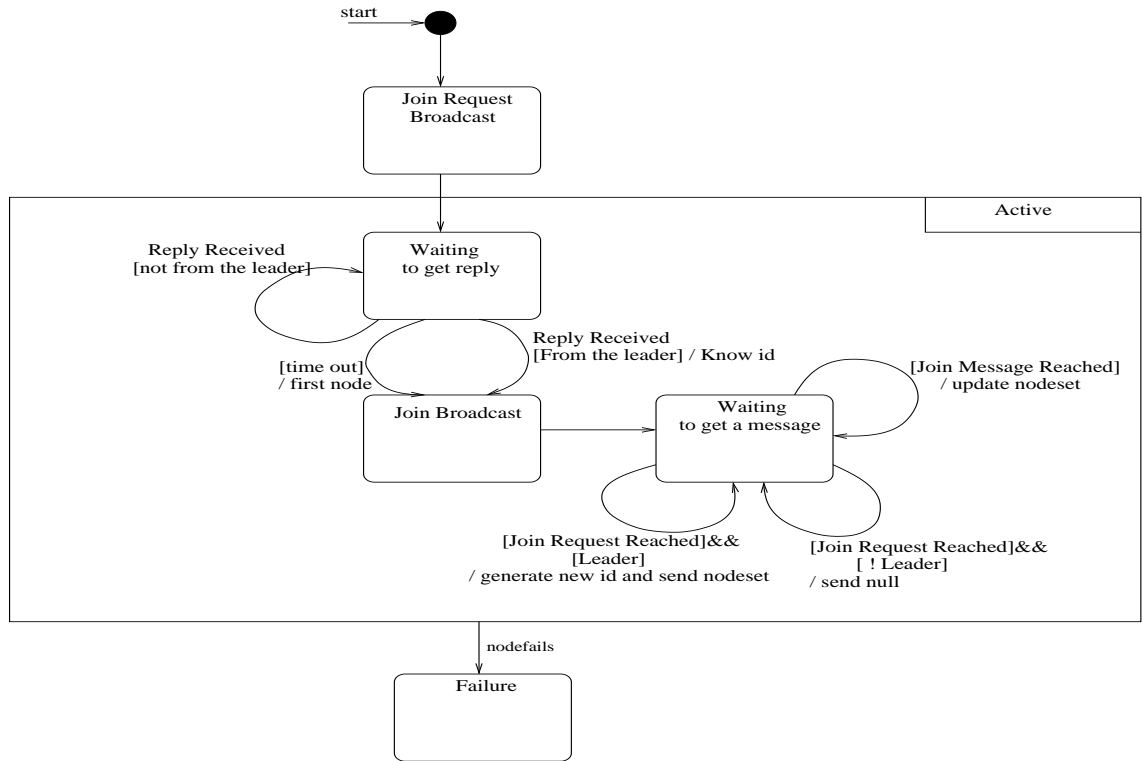 start
Join Request
Broadcast
Active
Waiting
to get reply
Reply Received
[not from the leader]
Reply Received
[From the leader] / Know id
[time out]
/ first node
Join Broadcast
Waiting
to get a message
[Join Message Reached]
/ update nodeset
[Join Request Reached]&&
[Leader]
/ generate new id and send nodeset
[Join Request Reached]&&
[ ! Leader]
/ send null
nodefails
Failure